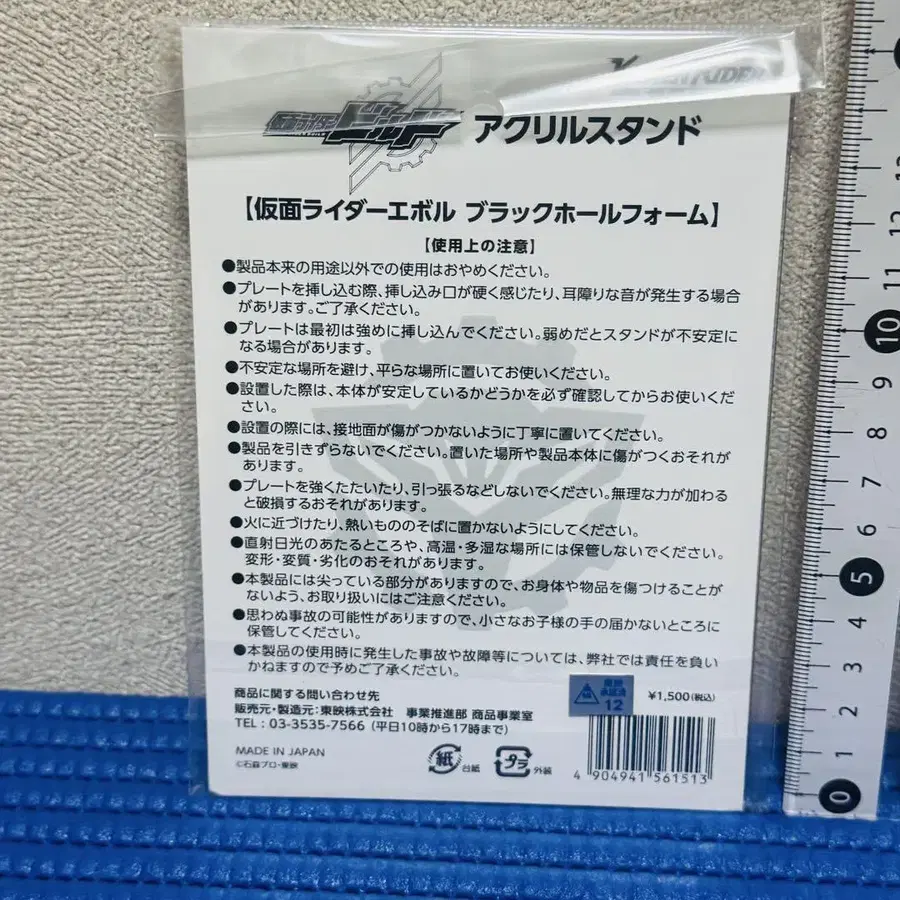 仮面ライダービルド アクリルスタンド
【仮面ライダーエボル ブラックホールフォーム】
【使用上の注意】
●製品本来の用途以外での使用はおやめください。
●プレートを挿し込む際、挿し込み口が硬く感じたり、耳障りな音が発生する場合
があります。ご了承ください。
●プレートは最初は強めに挿し込んでください。弱めだとスタンドが不安定に
なる場合があります。
●不安定な場所を避け、平らな場所に置いてお使いください。
●設置した際は、本体が安定しているかどうかを必ず確認してからお使いくだ
さい。
●設置の際には、接地面が傷がつかないように丁寧に置いてください。
●製品を引きずらないでください。置いた場所や製品本体に傷がつくおそれが
あります。
●プレートを強くたたいたり、引っ張るなどしないでください。無理な力が加わる
と破損するおそれがあります。
●火に近づけたり、熱いもののそばに置かないようにしてください。
●直射日光のあたるところや、高温・多湿な場所には保管しないでください。
変形・変質・劣化のおそれがあります。
●本製品には尖っている部分がありますので、お身体や物品を傷つけることが
ないよう、お取り扱いにはご注意ください。
●思わぬ事故の可能性がありますので、小さなお子様の手の届かないところに
保管してください。
●本製品の使用時に発生した事故や故障等については、弊社では責任を負い
かねますので予めご了承ください。
商品に関する問い合わせ先
販売元・製造元：東映株式会社 事業推進部 商品事業室
TEL：03-3535-7566（平日10時から17時まで）
MADE IN JAPAN
©石森プロ・東映
紙 台紙
プラ 外装
東映
承認済
12
¥1,500(税込)
4 904941 561513
10
9
8
7
6
5
4
3
2
1
0